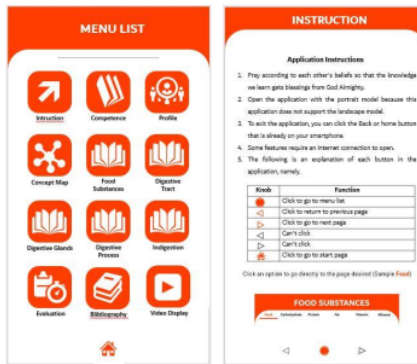 MENU LIST
Intruction
Competence
Profile
Concept Map
Food
Substances
Digestive
Tract
Digestive Glands
Digestive
Process
Indigestion
Evaluation
Bibliography
Video Display
INSTRUCTION
Application Instructions
1. Pray according to each other's beliefs so that the knowledge
we learn gets blessings from God Almighty.
2. Open the application with the portrait model because this
application does not support the landscape model.
3. To exit the application, you can click the Back or home button
that is already on your smartphone.
4. Some features require an internet connection to open.
5. The following is an explanation of each button in the
application, namely.
Knob Function
Click to go to menu list
Click to return to previous page
Click to go to next page
Can't click
Can't click
Click to go to start page
Click an option to go directly to the page desired (Sample Food)
FOOD SUBSTANCES
Food Carbohydrate Protein Fat Vitamin Mineral